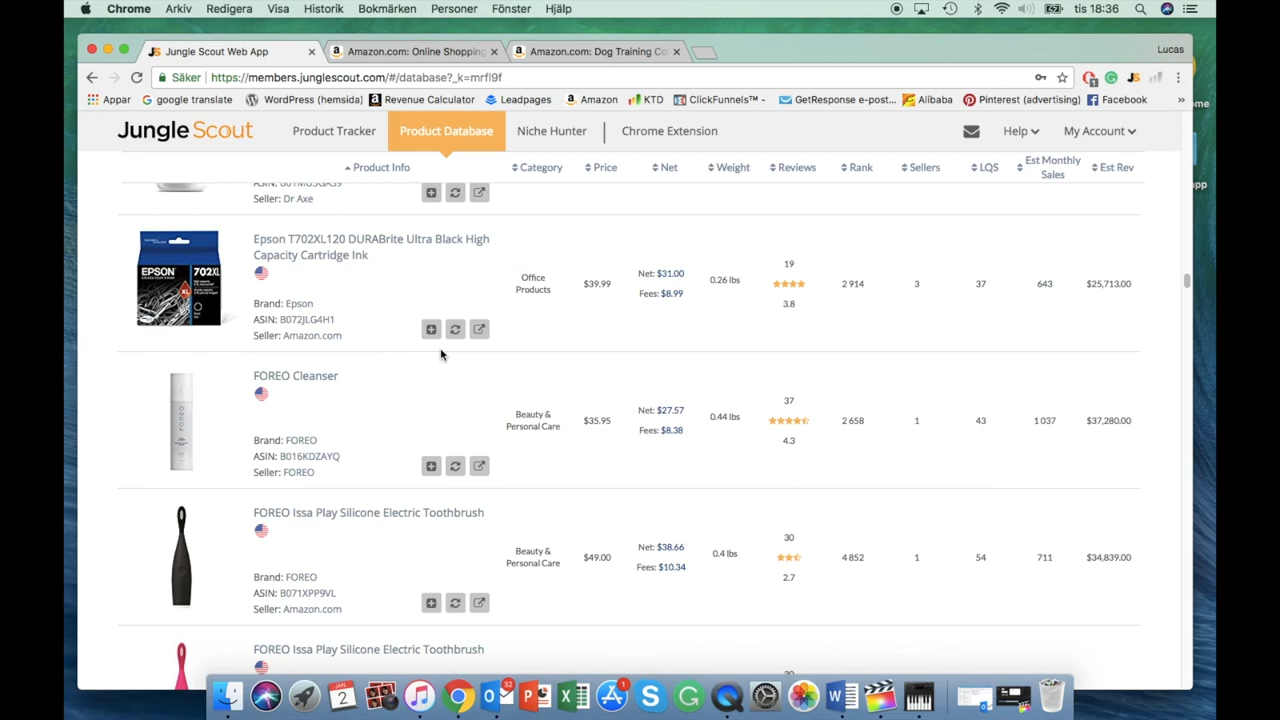 Chrome Arkiv Redigera Visa Historik Bokmärken Personer Fönster Hjälp tis 18:36
Jungle Scout Web App
Amazon.com: Online Shopping
Amazon.com: Dog Training Co
Lucas
Säker https://members.junglescout.com/#/database?_k=mrfl9f
Appar google translate WordPress (hemsida) Revenue Calculator Leadpages Amazon KTD ClickFunnels™ - GetResponse e-post... Alibaba Pinterest (advertising) Facebook »
Jungle Scout Product Tracker Product Database Niche Hunter Chrome Extension Help My Account
Product Info Category Price Net Weight Reviews Rank Sellers LQS Est Monthly Sales Est Rev
Seller: Dr Axe
Epson T702XL120 DURABrite Ultra Black High
Capacity Cartridge Ink
EPSON 702XL
Brand: Epson
ASIN: B072JLG4H1
Seller: Amazon.com
Office
Products
$39.99
Net: $31.00
Fees: $8.99
0.26 lbs
19
3.8
2 914
3
37
643
$25,713.00
FOREO Cleanser
FOREO
Brand: FOREO
ASIN: B016KDZAYQ
Seller: FOREO
Beauty &
Personal Care
$35.95
Net: $27.57
Fees: $8.38
0.44 lbs
37
4.3
2 658
1
43
1 037
$37,280.00
FOREO Issa Play Silicone Electric Toothbrush
Brand: FOREO
ASIN: B071XPP9VL
Seller: Amazon.com
Beauty &
Personal Care
$49.00
Net: $38.66
Fees: $10.34
0.4 lbs
30
2.7
4 852
1
54
711
$34,839.00
FOREO Issa Play Silicone Electric Toothbrush
JAN
2
32
1